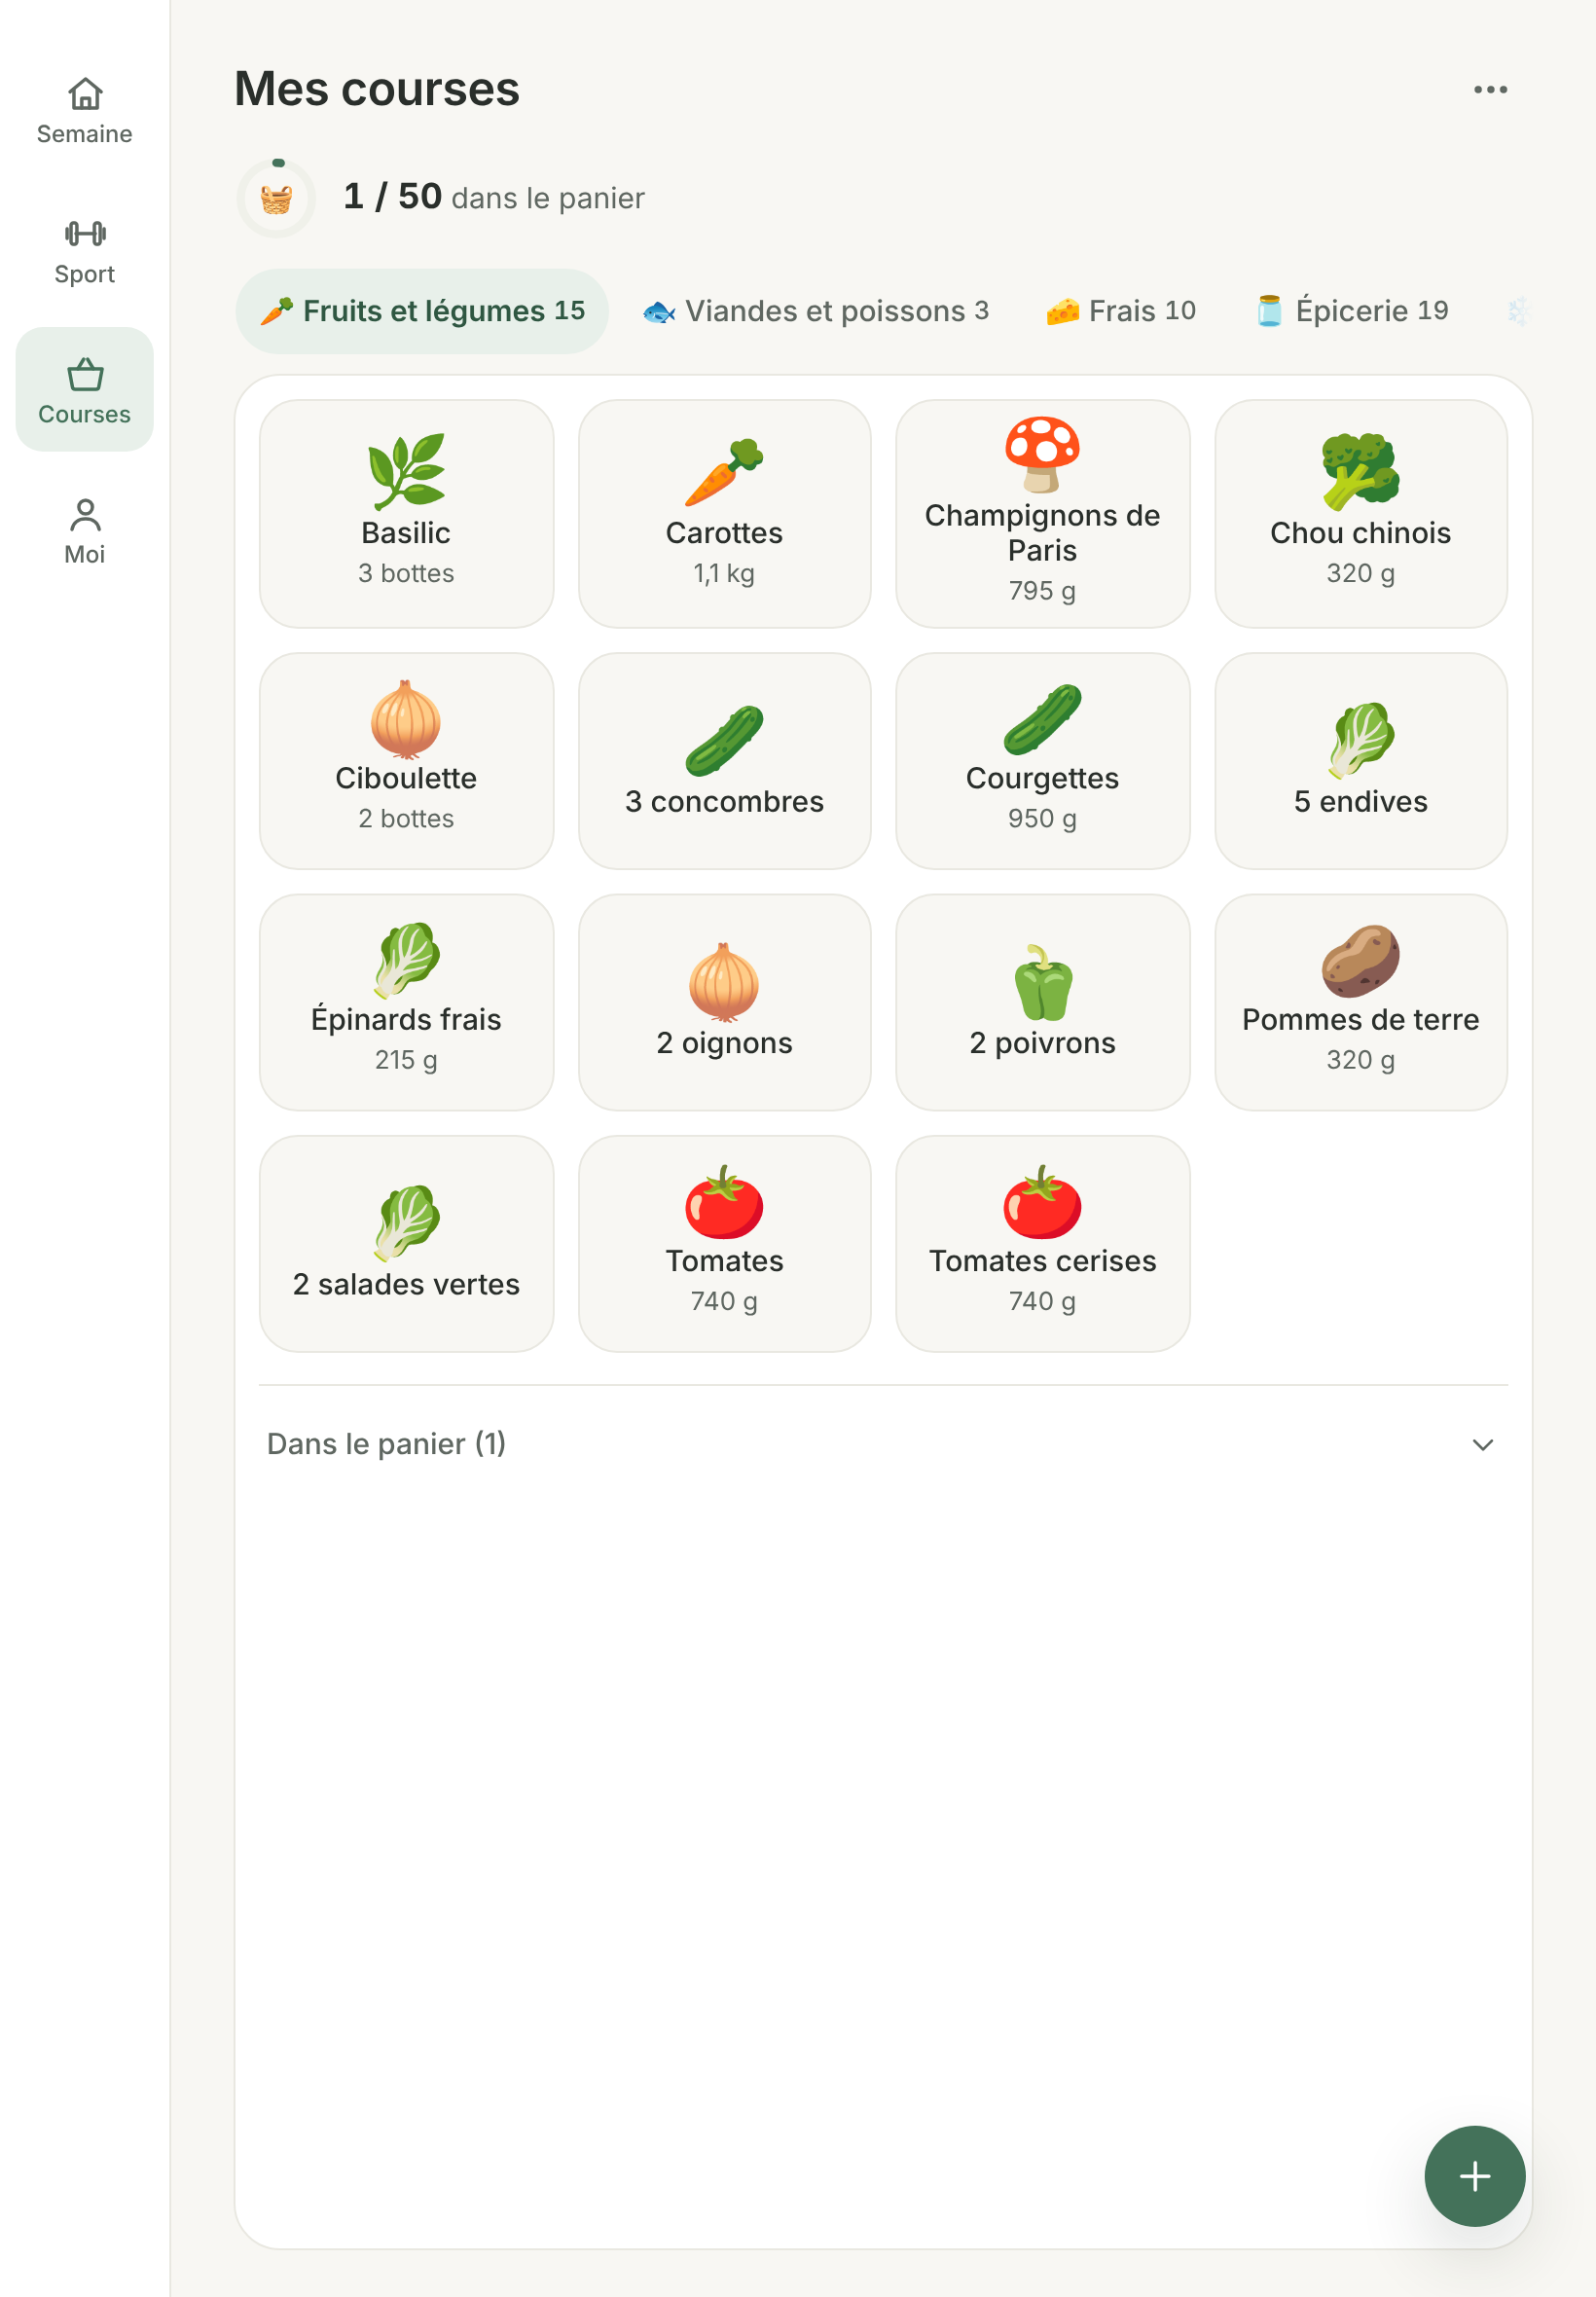 Semaine
Sport
Courses
Moi
Mes courses
1 / 50 dans le panier
Fruits et légumes 15
Viandes et poissons 3
Frais 10
Épicerie 19
Basilic
3 bottes
Carottes
1,1 kg
Champignons de
Paris
795 g
Chou chinois
320 g
Ciboulette
2 bottes
3 concombres
Courgettes
950 g
5 endives
Épinards frais
215 g
2 oignons
2 poivrons
Pommes de terre
320 g
2 salades vertes
Tomates
740 g
Tomates cerises
740 g
Dans le panier (1)